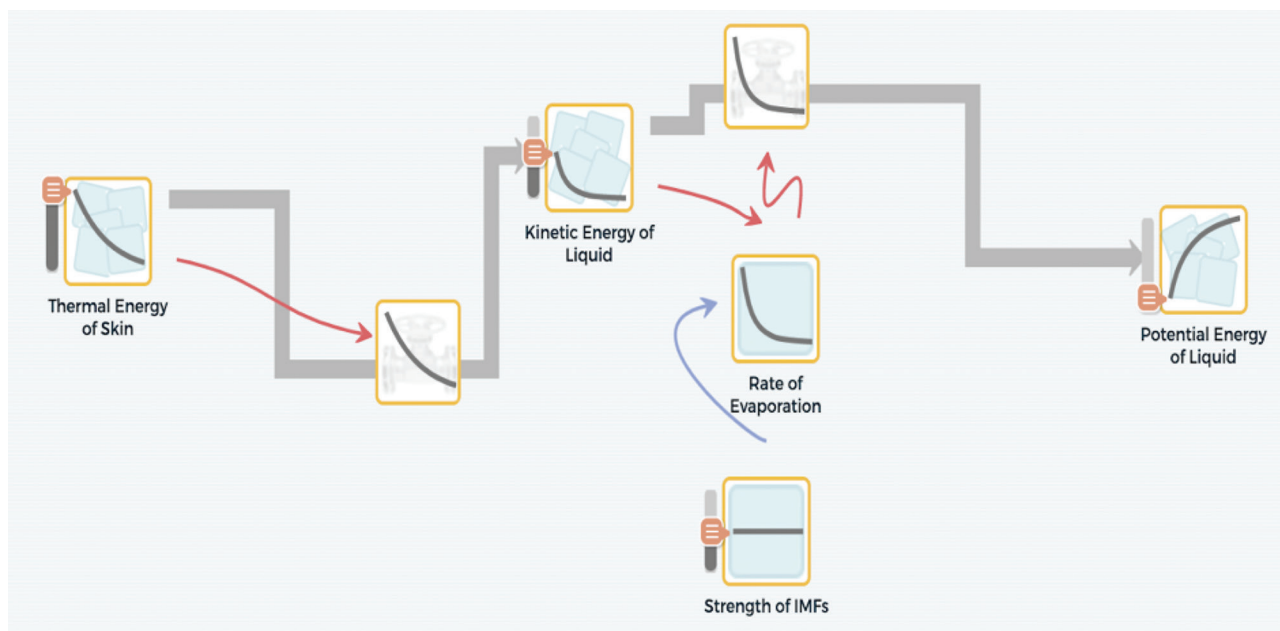 Thermal Energy
of Skin
Kinetic Energy of
Liquid
Rate of
Evaporation
Strength of IMFs
Potential Energy
of Liquid